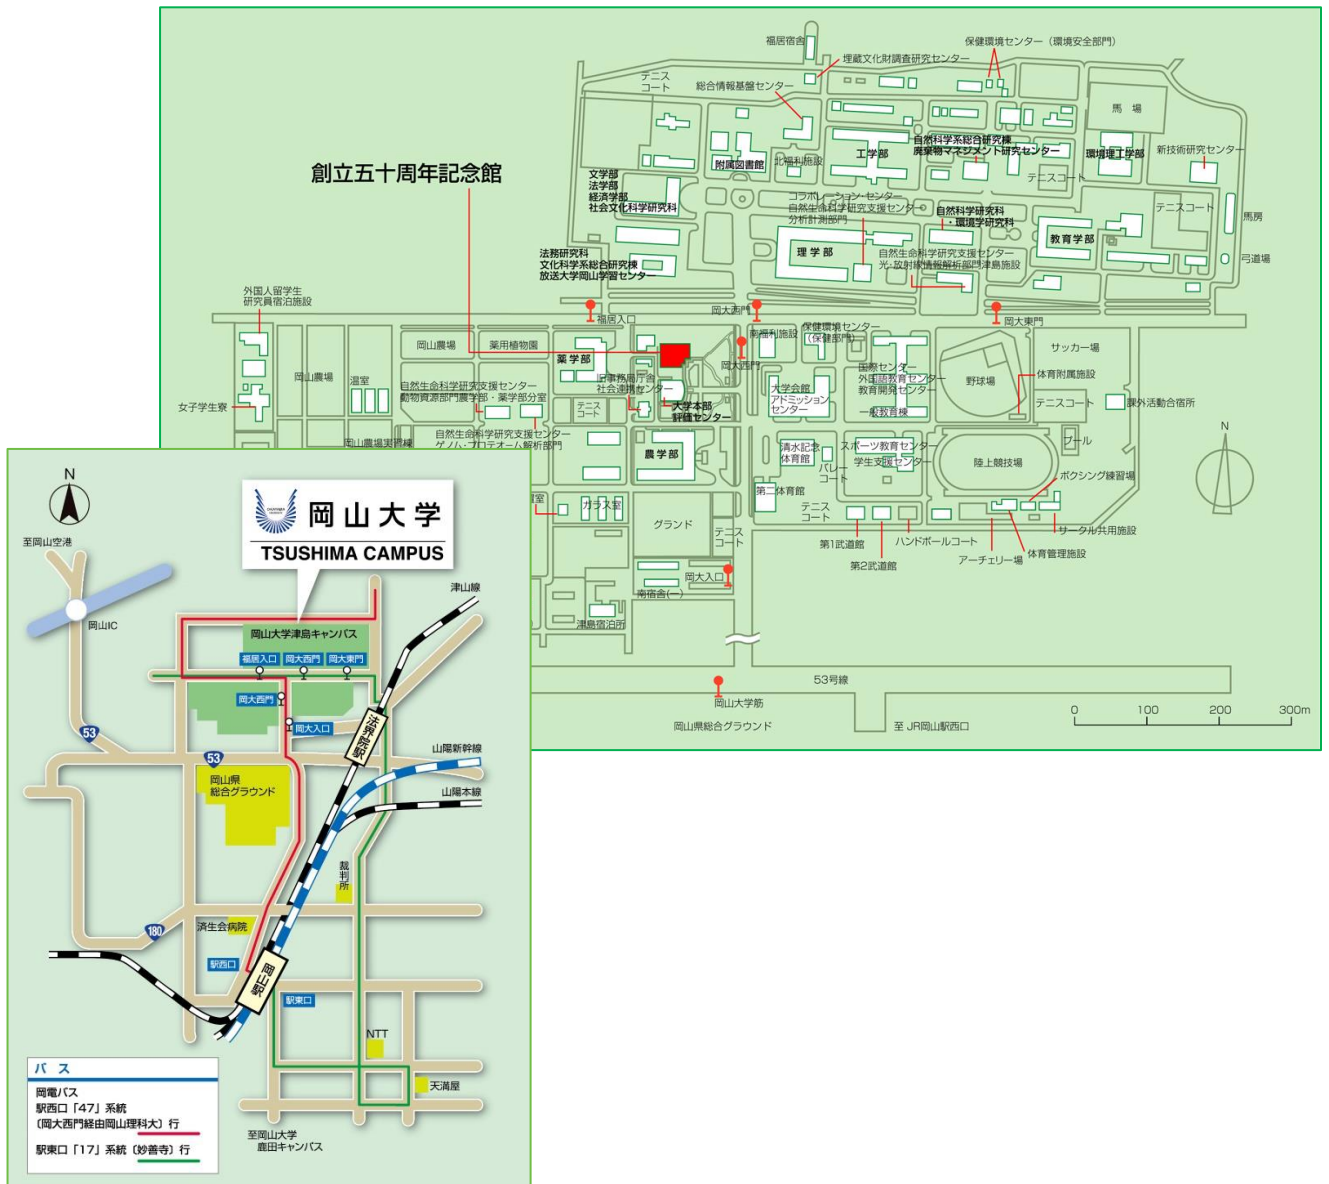 福居宿舎
保健環境センター（環境安全部門）
埋蔵文化財調査研究センター
テニス
コート
総合情報基盤センター
馬　場
創立五十周年記念館
附属図書館
北福利施設
工学部
自然科学系総合研究棟
廃棄物マネジメント研究センター
環境理工学部
新技術研究センター
テニスコート
文学部
法学部
経済学部
社会文化科学研究科
コラボレーション・センター
自然生命科学研究支援センター
分析計測部門
自然科学研究科
・環境学研究科
テニスコート
馬房
教育学部
理学部
法務研究科
文化科学系総合研究棟
放送大学岡山学習センター
自然生命科学研究支援センター
光・放射線情報解析部門津島施設
弓道場
外国人留学生
研究員宿泊施設
福居入口
岡大西門
岡大東門
南福利施設
保健環境センター
（保健部門）
岡山農場
薬用植物園
薬学部
岡大西門
サッカー場
岡山農場
温室
自然生命科学研究支援センター
動物資源部門農学部・薬学部分室
旧事務局庁舎
社会連携センター
大学会館
アドミッション
センター
国際センター
外国語教育センター
教育開発センター
一般教育棟
野球場
体育附属施設
テニスコート
課外活動合宿所
女子学生寮
テニス
コート
大学本部
評価センター
岡山農場実習棟
自然生命科学研究支援センター
ゲノム・プロテオーム解析部門
農学部
清水記念
体育館
バレー
コート
スポーツ教育センター
学生支援センター
陸上競技場
プール
ボクシング練習場
N
第二体育館
室
ガラス室
グランド
テニス
コート
テニス
コート
第1武道館
第2武道館
ハンドボールコート
アーチェリー場
体育管理施設
サークル共用施設
岡大入口
南宿舎(一)
津島宿泊所
53号線
岡山大学筋
岡山県総合グラウンド
至 JR岡山駅西口
0 100 200 300m
N
岡山大学
TSUSHIMA CAMPUS
至岡山空港
岡山IC
津山線
岡山大学津島キャンパス
福居入口
岡大西門
岡大東門
岡大西門
岡大入口
法界院駅
53
53
岡山県
総合グラウンド
山陽新幹線
山陽本線
裁判所
済生会病院
180
駅西口
岡山駅
駅東口
NTT
天満屋
至岡山大学
鹿田キャンパス
バ ス
岡電バス
駅西口「47」系統
〔岡大西門経由岡山理科大〕行
駅東口「17」系統〔妙善寺〕行